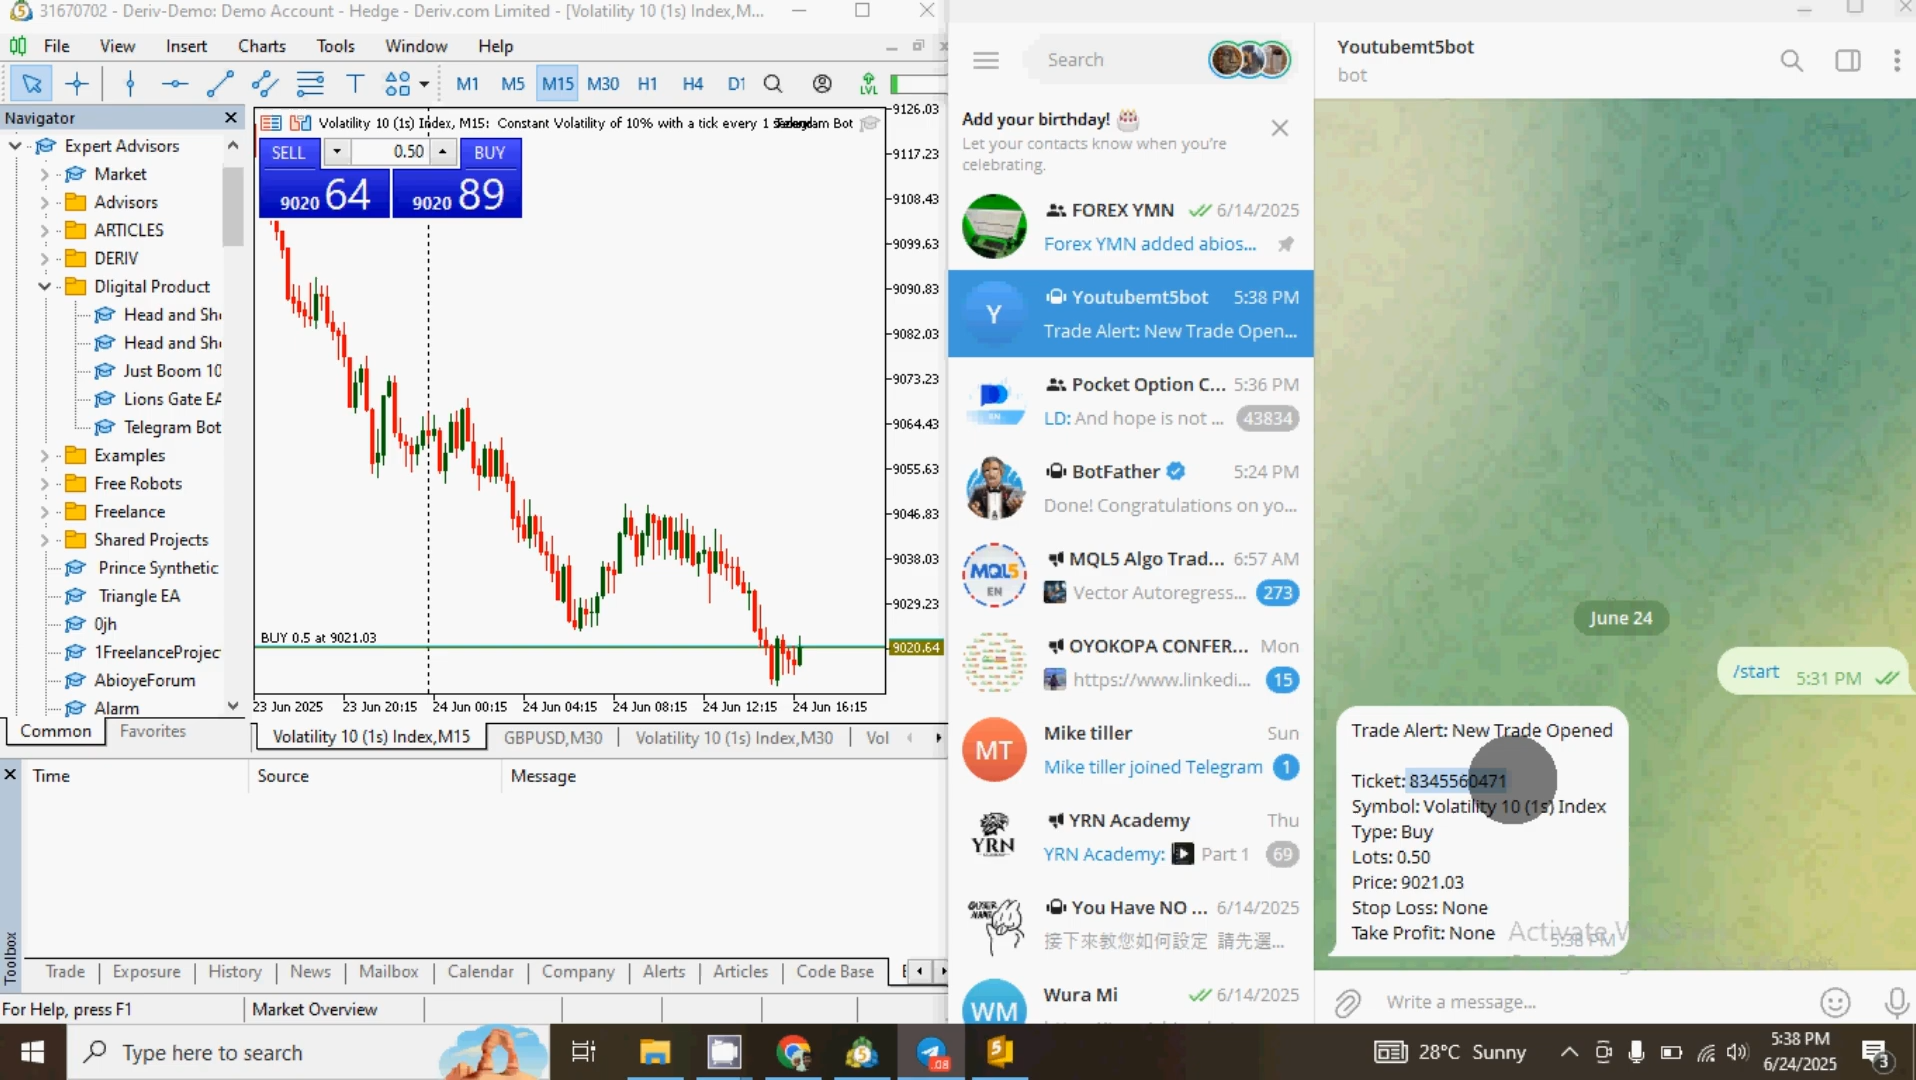 31670702 - Deriv-Demo: Demo Account - Hedge - Deriv.com Limited - [Volatility 10 (1s) Index,M...
File View Insert Charts Tools Window Help
M1 M5 M15 M30 H1 H4 D1
LVL
Navigator
Expert Advisors
Market
Advisors
ARTICLES
DERIV
DIigital Product
Head and Sh
Head and Sh
Just Boom 10
Lions Gate EA
Telegram Bot
Examples
Free Robots
Freelance
Shared Projects
Prince Synthetic
Triangle EA
0jh
1FreelanceProjec
AbioyeForum
Alarm
Common Favorites
Volatility 10 (1s) Index, M15: Constant Volatility of 10% with a tick every 1
Telegram Bot
SELL 0.50 BUY
9020 64 9020 89
BUY 0.5 at 9021.03
9126.03
9117.23
9108.43
9099.63
9090.83
9082.03
9073.23
9064.43
9055.63
9046.83
9038.03
9029.23
9020.64
23 Jun 2025 23 Jun 20:15 24 Jun 00:15 24 Jun 04:15 24 Jun 08:15 24 Jun 12:15 24 Jun 16:15
Volatility 10 (1s) Index,M15 GBPUSD,M30 Volatility 10 (1s) Index,M30 Vol
Time Source Message
Toolbox
Trade Exposure History News Mailbox Calendar Company Alerts Articles Code Base
For Help, press F1 Market Overview
Search
Add your birthday! 🎂
Let your contacts know when you're
celebrating.
FOREX YMN 6/14/2025
Forex YMN added abios...
Y
Youtubemt5bot 5:38 PM
Trade Alert: New Trade Open...
EN
Pocket Option C... 5:36 PM
LD: And hope is not ... 43834
BotFather 5:24 PM
Done! Congratulations on yo...
MQL5
EN
MQL5 Algo Trad... 6:57 AM
Vector Autoregress... 273
OYOKOPA CONFER... Mon
https://www.linkedi... 15
MT
Mike tiller Sun
Mike tiller joined Telegram 1
YRN
YRN Academy Thu
YRN Academy: Part 1 69
You Have NO ... 6/14/2025
接下來教您如何設定 請先選...
WM
Wura Mi 6/14/2025
Youtubemt5bot
bot
June 24
/start 5:31 PM
Trade Alert: New Trade Opened
Ticket: 8345560471
Symbol: Volatility 10 (1s) Index
Type: Buy
Lots: 0.50
Price: 9021.03
Stop Loss: None
Take Profit: None
5:38 PM
Activate
Write a message...
Type here to search
.08
28°C Sunny
5:38 PM
6/24/2025
3